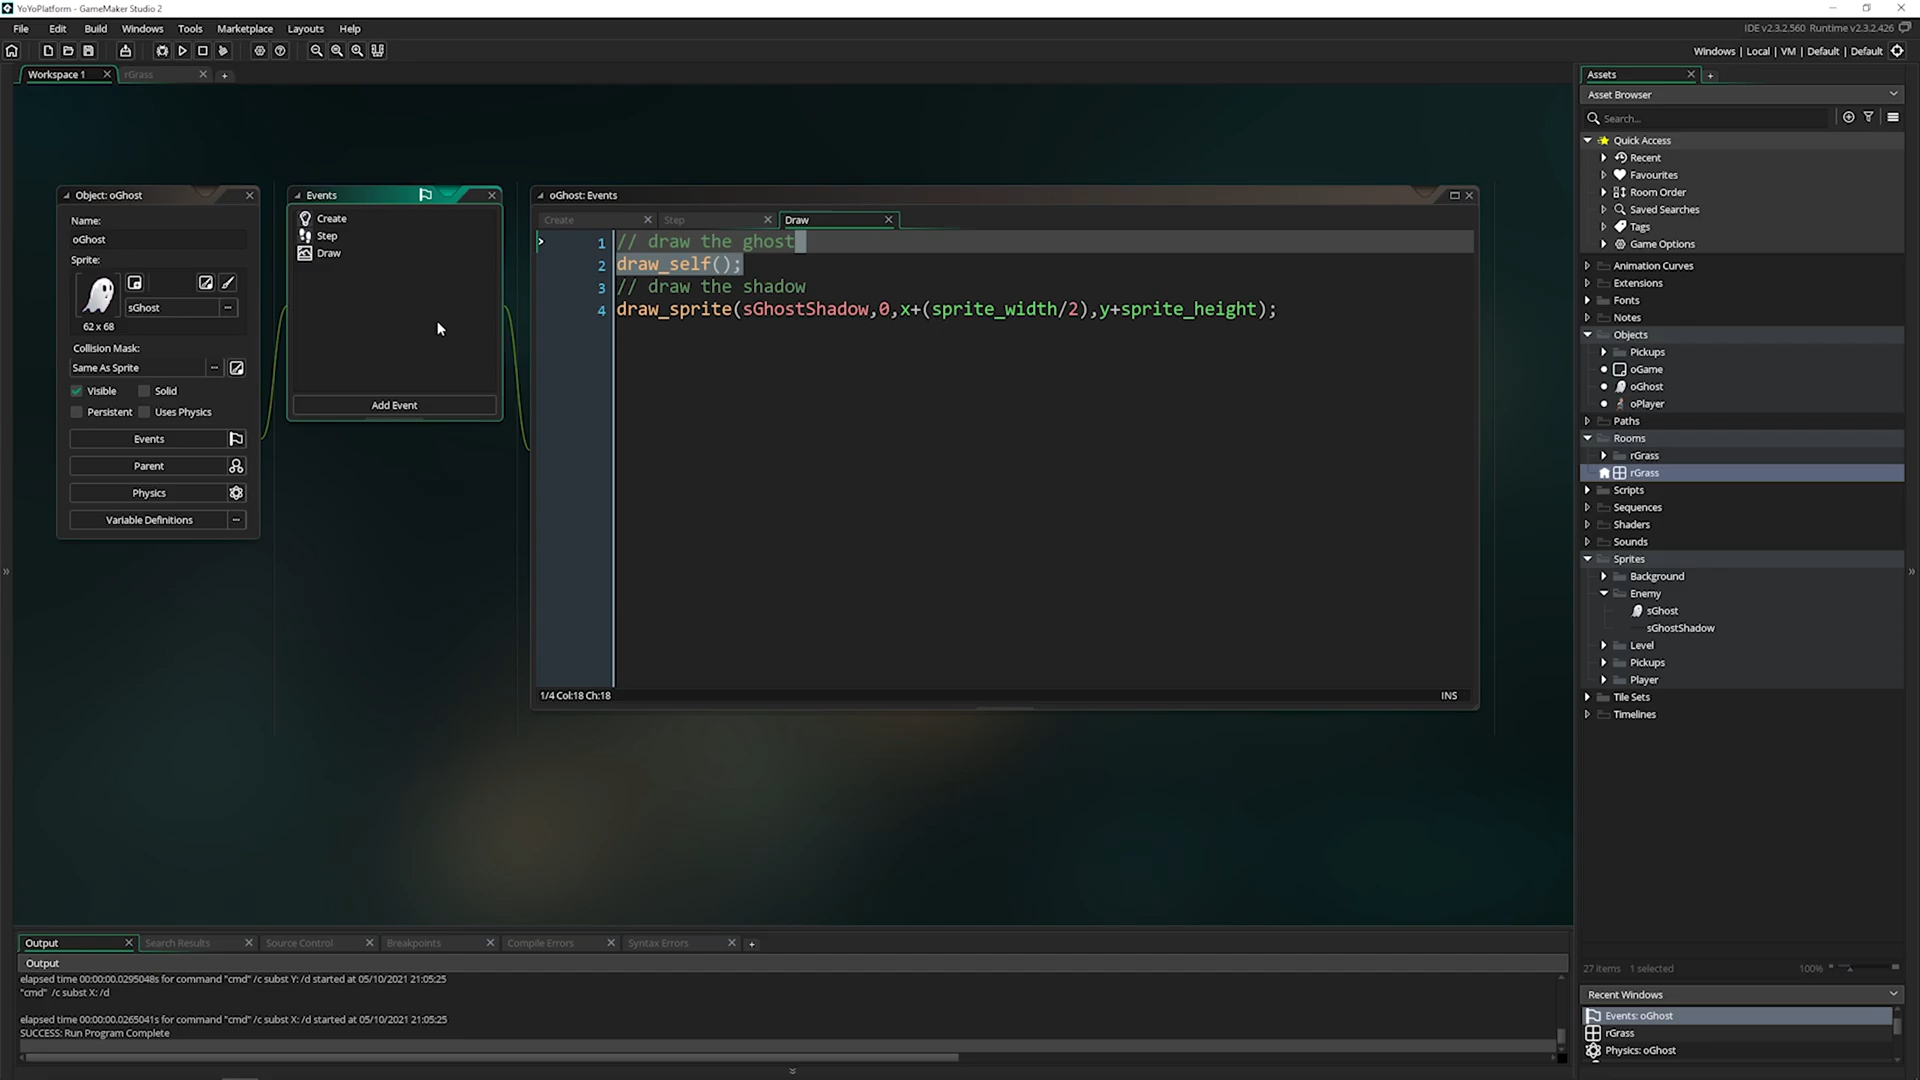 YoYoPlatform - GameMaker Studio 2
File Edit Build Windows Tools Marketplace Layouts Help
IDE v2.3.2.560 Runtime v2.3.2.426
Windows | Local | VM | Default | Default
Workspace 1
rGrass
Object: oGhost
Name:
oGhost
Sprite:
sGhost
62 x 68
Collision Mask:
Same As Sprite
Visible
Solid
Persistent
Uses Physics
Events
Parent
Physics
Variable Definitions
Events
Create
Step
Draw
Add Event
oGhost: Events
Create
Step
Draw
1 // draw the ghost
2 draw_self();
3 // draw the shadow
4 draw_sprite(sGhostShadow,0,x+(sprite_width/2),y+sprite_height);
1/4 Col:18 Ch:18
INS
Assets
Asset Browser
Search...
Quick Access
Recent
Favourites
Room Order
Saved Searches
Tags
Game Options
Animation Curves
Extensions
Fonts
Notes
Objects
Pickups
oGame
oGhost
oPlayer
Paths
Rooms
rGrass
rGrass
Scripts
Sequences
Shaders
Sounds
Sprites
Background
Enemy
sGhost
sGhostShadow
Level
Pickups
Player
Tile Sets
Timelines
27 items 1 selected
100%
Recent Windows
Events: oGhost
rGrass
Physics: oGhost
Output
Search Results
Source Control
Breakpoints
Compile Errors
Syntax Errors
Output
elapsed time 00:00:00.0295048s for command "cmd" /c subst Y: /d started at 05/10/2021 21:05:25
"cmd" /c subst X: /d
elapsed time 00:00:00.0265041s for command "cmd" /c subst X: /d started at 05/10/2021 21:05:25
SUCCESS: Run Program Complete